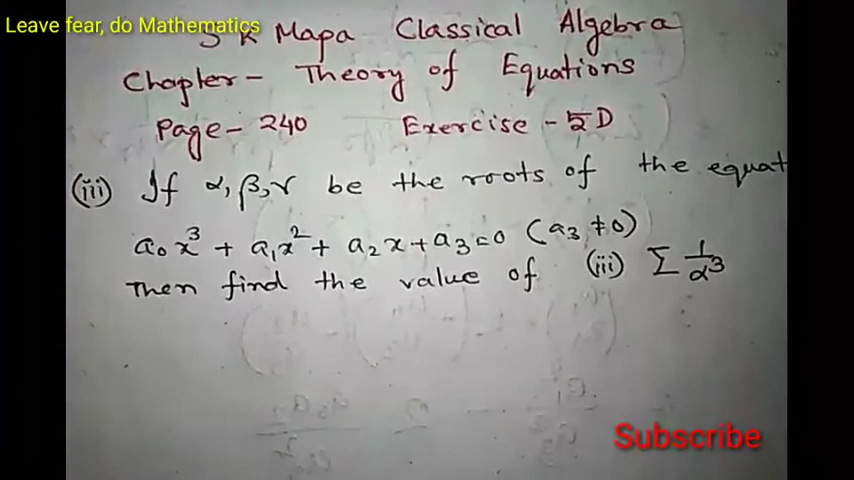 Leave fear, do Mathematics
S K Mapa Classical Algebra
Chapter - Theory of Equations
Page - 240 Exercise - 5D
(iii) If α, β, γ be the roots of the equat
a₀x³ + a₁x² + a₂x + a₃ = 0 (a₃ ≠ 0)
Then find the value of (iii) Σ 1/α³
Subscribe